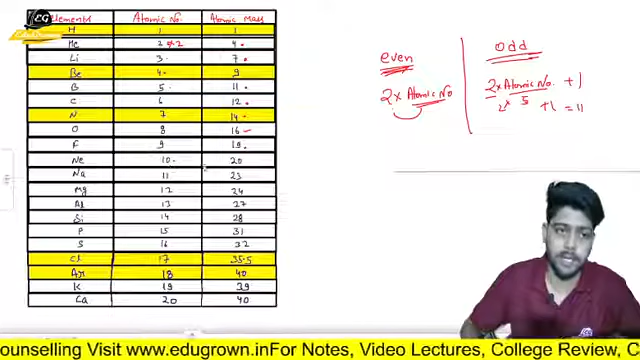 EG
Elements Atomic No. Atomic Mass
H 1 1
He 2 4
Li 3 7
Be 4 9
B 5 11
C 6 12
N 7 14
O 8 16
F 9 19
Ne 10 20
Na 11 23
Mg 12 24
Al 13 27
Si 14 28
P 15 31
S 16 32
Cl 17 35.5
Ar 18 40
K 19 39
Ca 20 40
even
2 x Atomic No
odd
2 x Atomic No. + 1
2 x 5 + 1 = 11
ounselling Visit www.edugrown.inFor Notes, Video Lectures, College Review, C